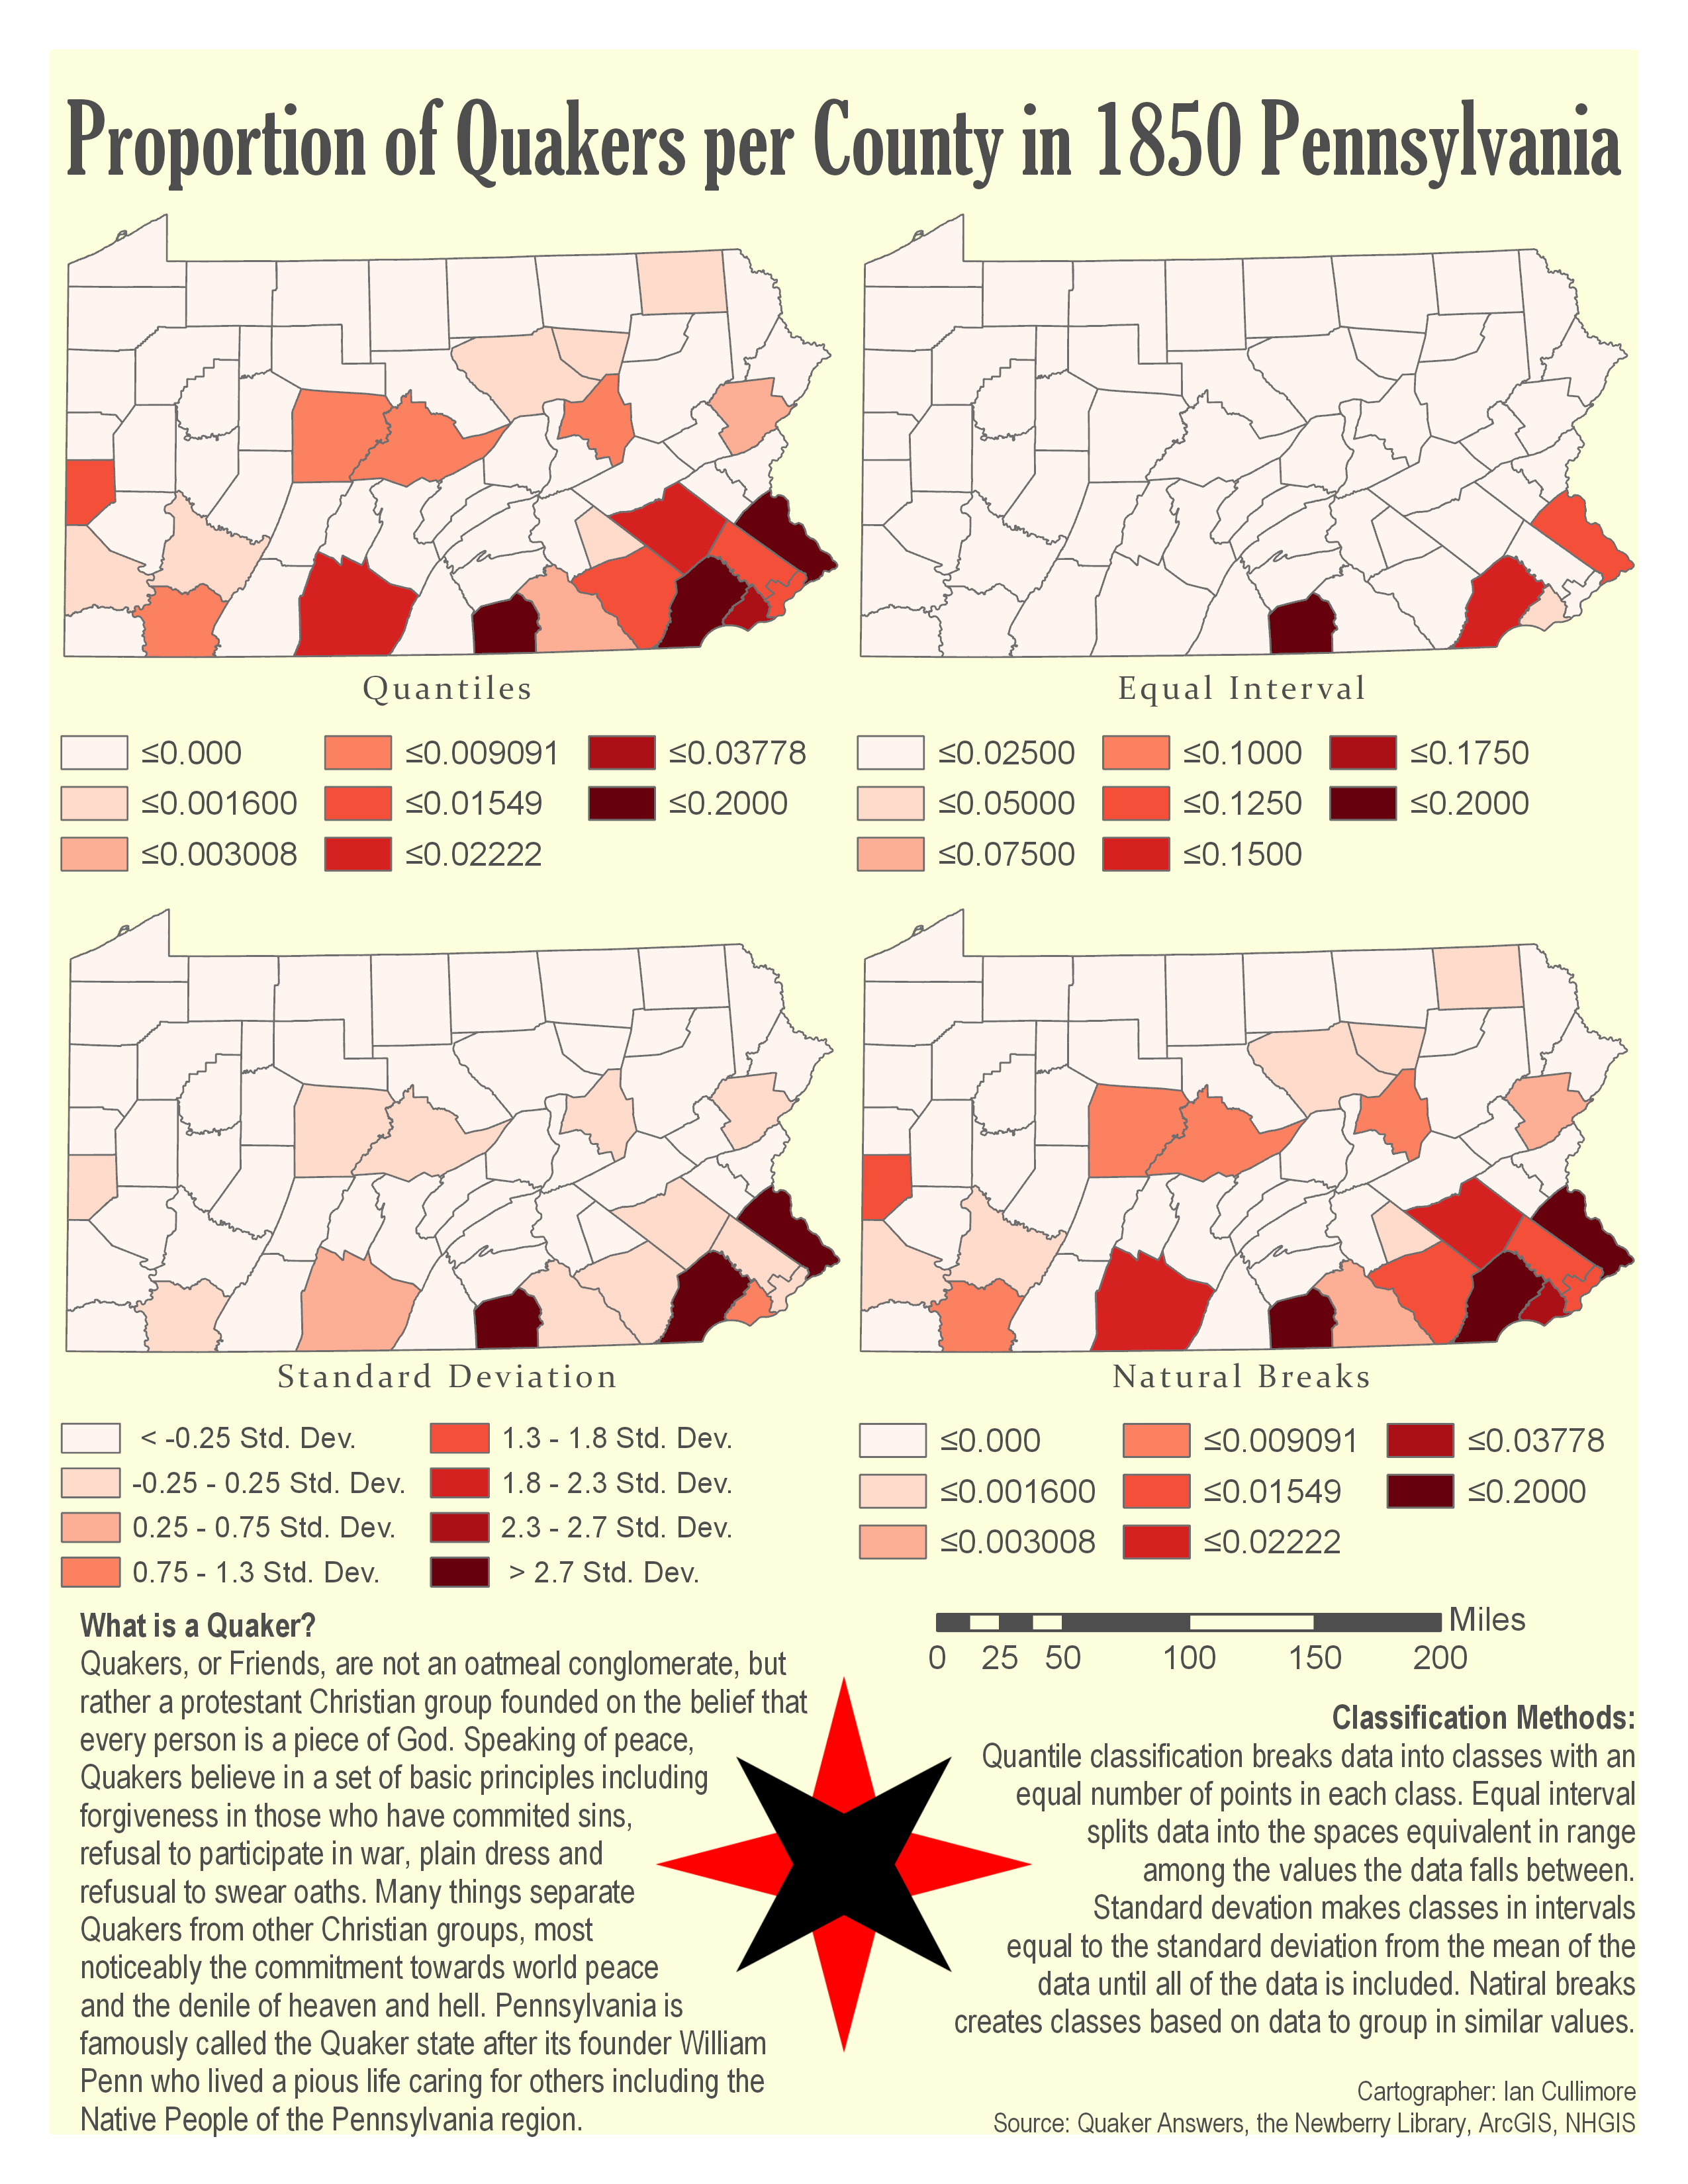 Proportion of Quakers per County in 1850 Pennsylvania
Quantiles
≤0.000
≤0.009091
≤0.03778
≤0.001600
≤0.01549
≤0.2000
≤0.003008
≤0.02222
Equal Interval
≤0.02500
≤0.1000
≤0.1750
≤0.05000
≤0.1250
≤0.2000
≤0.07500
≤0.1500
Standard Deviation
< -0.25 Std. Dev.
1.3 - 1.8 Std. Dev.
-0.25 - 0.25 Std. Dev.
1.8 - 2.3 Std. Dev.
0.25 - 0.75 Std. Dev.
2.3 - 2.7 Std. Dev.
0.75 - 1.3 Std. Dev.
> 2.7 Std. Dev.
Natural Breaks
≤0.000
≤0.009091
≤0.03778
≤0.001600
≤0.01549
≤0.2000
≤0.003008
≤0.02222
What is a Quaker?
Quakers, or Friends, are not an oatmeal conglomerate, but
rather a protestant Christian group founded on the belief that
every person is a piece of God. Speaking of peace,
Quakers believe in a set of basic principles including
forgiveness in those who have commited sins,
refusal to participate in war, plain dress and
refusual to swear oaths. Many things separate
Quakers from other Christian groups, most
noticeably the commitment towards world peace
and the denile of heaven and hell. Pennsylvania is
famously called the Quaker state after its founder William
Penn who lived a pious life caring for others including the
Native People of the Pennsylvania region.
Miles
0 25 50 100 150 200
Classification Methods:
Quantile classification breaks data into classes with an
equal number of points in each class. Equal interval
splits data into the spaces equivalent in range
among the values the data falls between.
Standard devation makes classes in intervals
equal to the standard deviation from the mean of the
data until all of the data is included. Natiral breaks
creates classes based on data to group in similar values.
Cartographer: Ian Cullimore
Source: Quaker Answers, the Newberry Library, ArcGIS, NHGIS